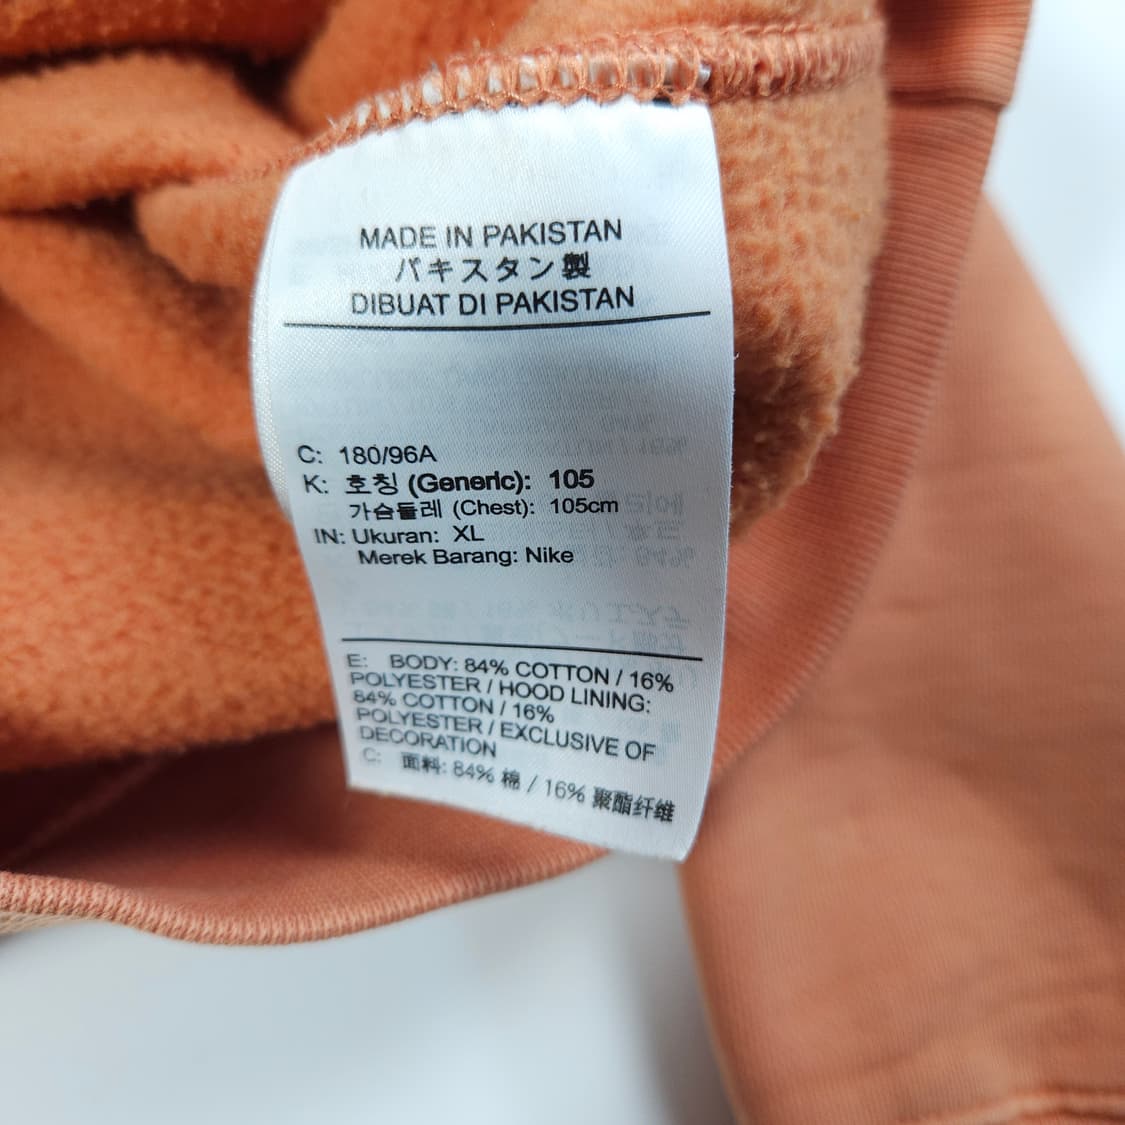 MADE IN PAKISTAN
パキスタン製
DIBUAT DI PAKISTAN
C: 180/96A
K: 호칭 (Generic): 105
가슴둘레 (Chest): 105cm
IN: Ukuran: XL
Merek Barang: Nike
E: BODY: 84% COTTON / 16%
POLYESTER / HOOD LINING:
84% COTTON / 16%
POLYESTER / EXCLUSIVE OF
DECORATION
C: 面料: 84% 棉 / 16% 聚酯纤维